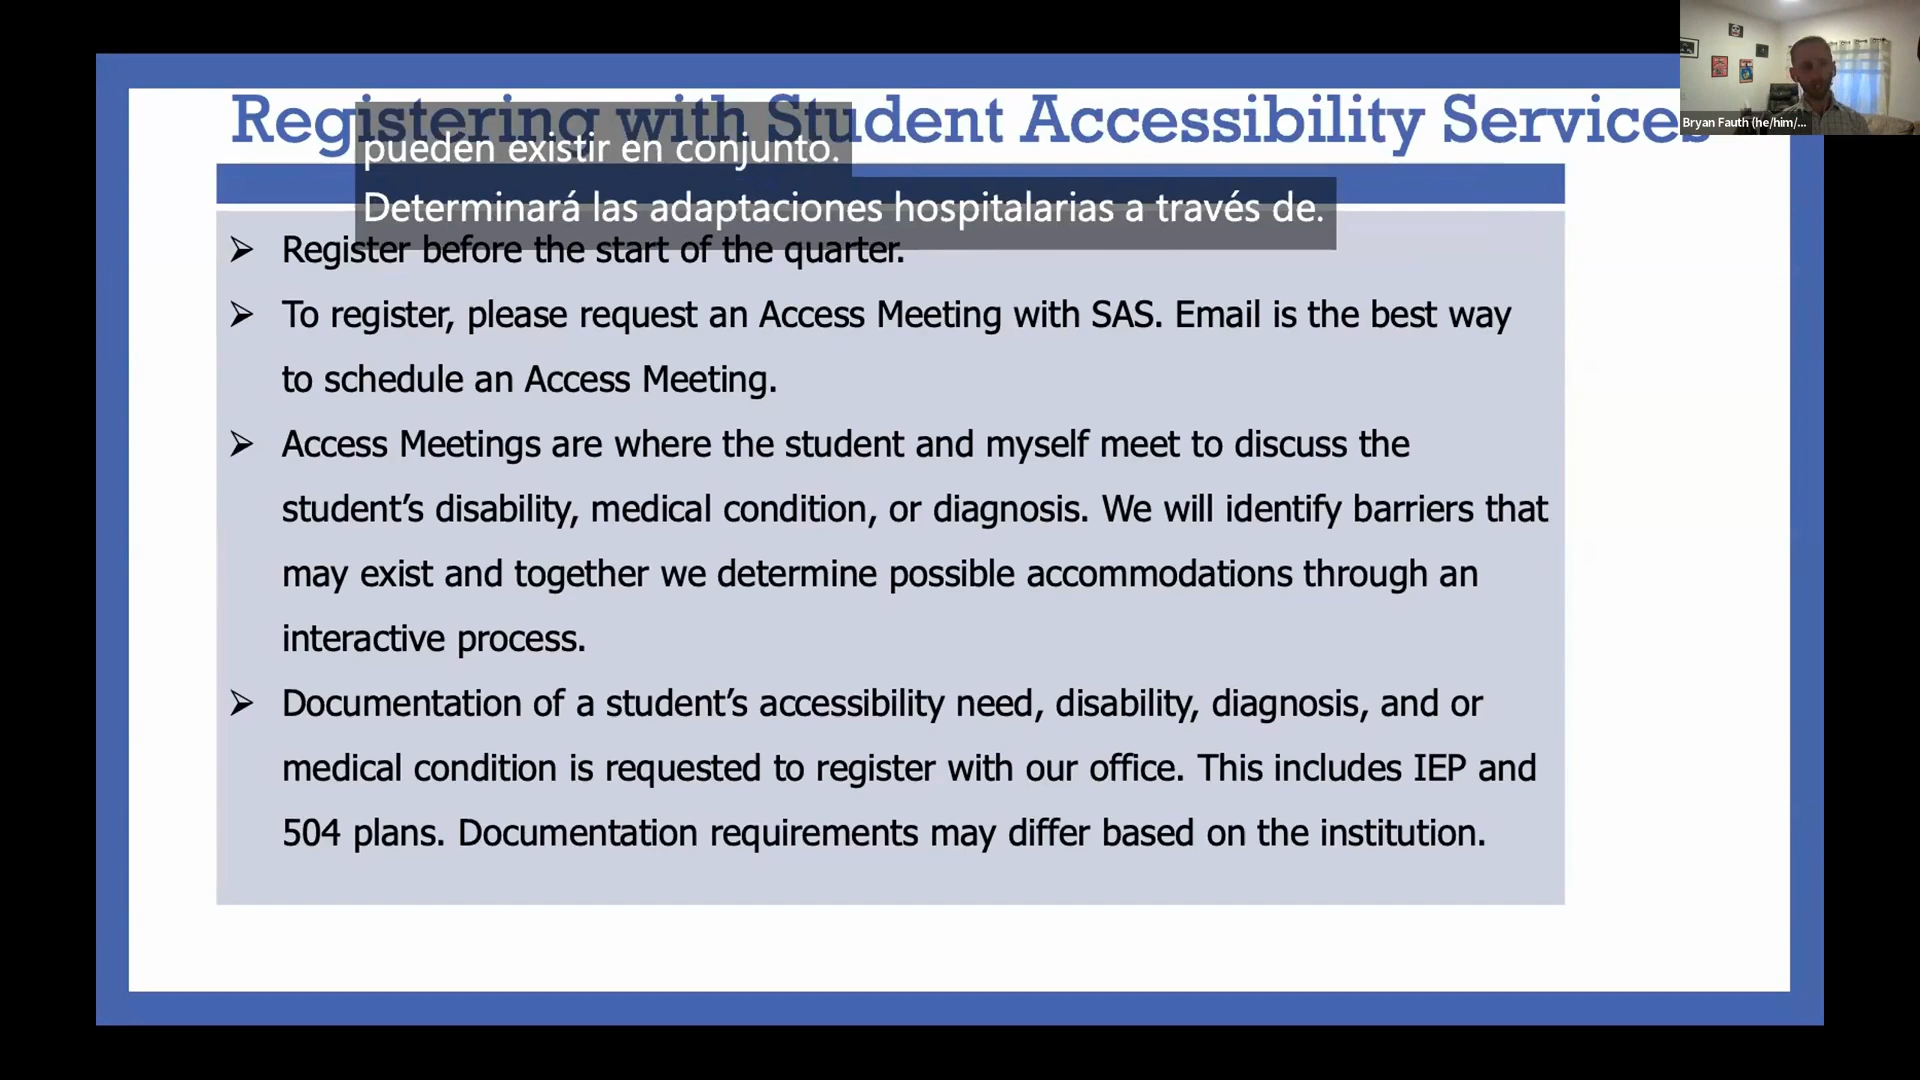 Registering with Student Accessibility Services
pueden existir en conjunto.
Determinará las adaptaciones hospitalarias a través de.
➢ Register before the start of the quarter.
➢ To register, please request an Access Meeting with SAS. Email is the best way
to schedule an Access Meeting.
➢ Access Meetings are where the student and myself meet to discuss the
student’s disability, medical condition, or diagnosis. We will identify barriers that
may exist and together we determine possible accommodations through an
interactive process.
➢ Documentation of a student’s accessibility need, disability, diagnosis, and or
medical condition is requested to register with our office. This includes IEP and
504 plans. Documentation requirements may differ based on the institution.
Bryan Fauth (he/him/...